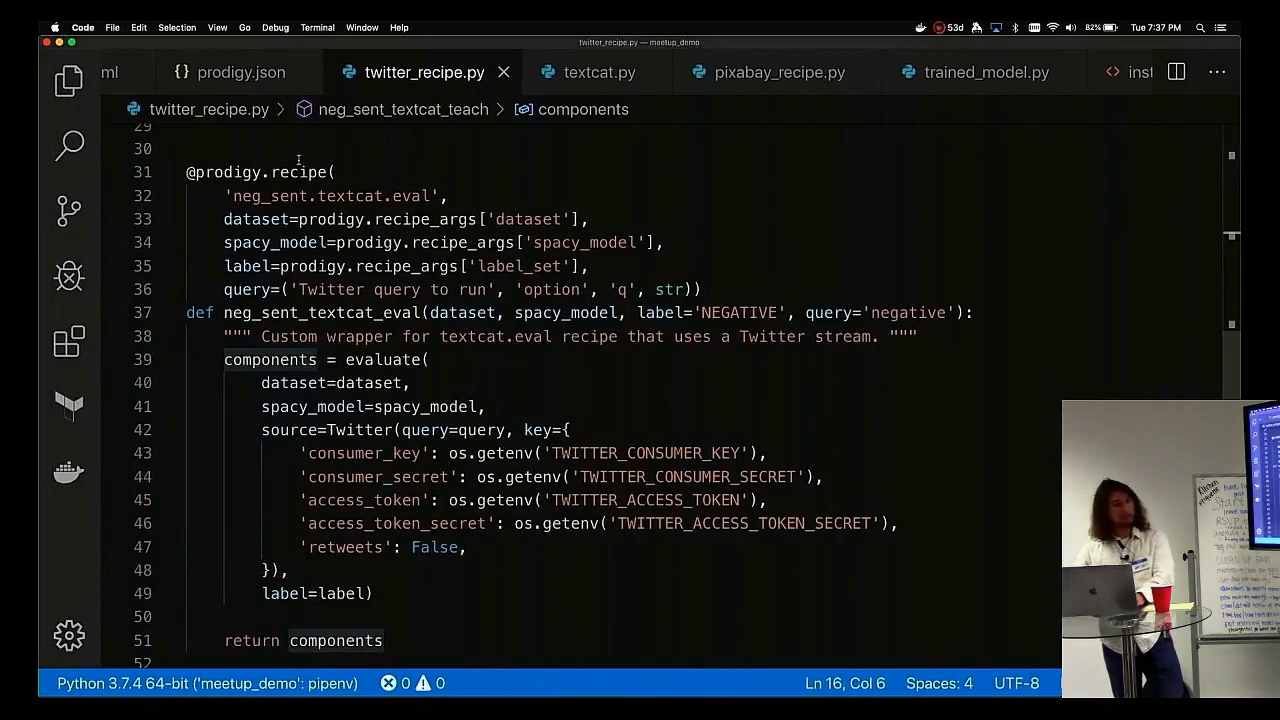 Code File Edit Selection View Go Debug Terminal Window Help 53d 82% Tue 7:37 PM
twitter_recipe.py — meetup_demo
ml prodigy.json twitter_recipe.py textcat.py pixabay_recipe.py trained_model.py inst
twitter_recipe.py > neg_sent_textcat_teach > components
29
30
31 @prodigy.recipe(
32 'neg_sent.textcat.eval',
33 dataset=prodigy.recipe_args['dataset'],
34 spacy_model=prodigy.recipe_args['spacy_model'],
35 label=prodigy.recipe_args['label_set'],
36 query=('Twitter query to run', 'option', 'q', str))
37 def neg_sent_textcat_eval(dataset, spacy_model, label='NEGATIVE', query='negative'):
38 """ Custom wrapper for textcat.eval recipe that uses a Twitter stream. """
39 components = evaluate(
40 dataset=dataset,
41 spacy_model=spacy_model,
42 source=Twitter(query=query, key={
43 'consumer_key': os.getenv('TWITTER_CONSUMER_KEY'),
44 'consumer_secret': os.getenv('TWITTER_CONSUMER_SECRET'),
45 'access_token': os.getenv('TWITTER_ACCESS_TOKEN'),
46 'access_token_secret': os.getenv('TWITTER_ACCESS_TOKEN_SECRET'),
47 'retweets': False,
48 }),
49 label=label)
50
51 return components
52
Python 3.7.4 64-bit ('meetup_demo': pipenv) 0 0 Ln 16, Col 6 Spaces: 4 UTF-8